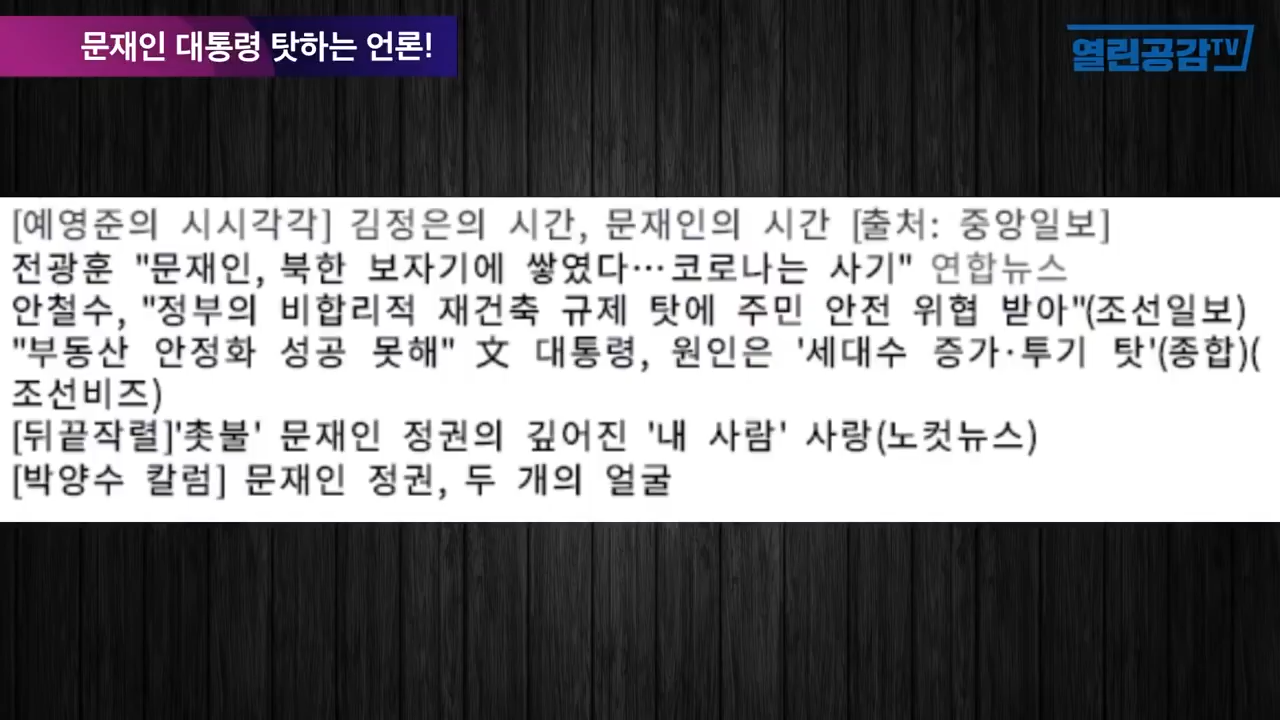 문재인 대통령 탓하는 언론!
열린공감TV
[예영준의 시시각각] 김정은의 시간, 문재인의 시간 [출처: 중앙일보]
전광훈 "문재인, 북한 보자기에 쌓였다…코로나는 사기" 연합뉴스
안철수, "정부의 비합리적 재건축 규제 탓에 주민 안전 위협 받아"(조선일보)
"부동산 안정화 성공 못해" 文 대통령, 원인은 '세대수 증가·투기 탓'(종합)(
조선비즈)
[뒤끝작렬]'촛불' 문재인 정권의 깊어진 '내 사람' 사랑(노컷뉴스)
[박양수 칼럼] 문재인 정권, 두 개의 얼굴